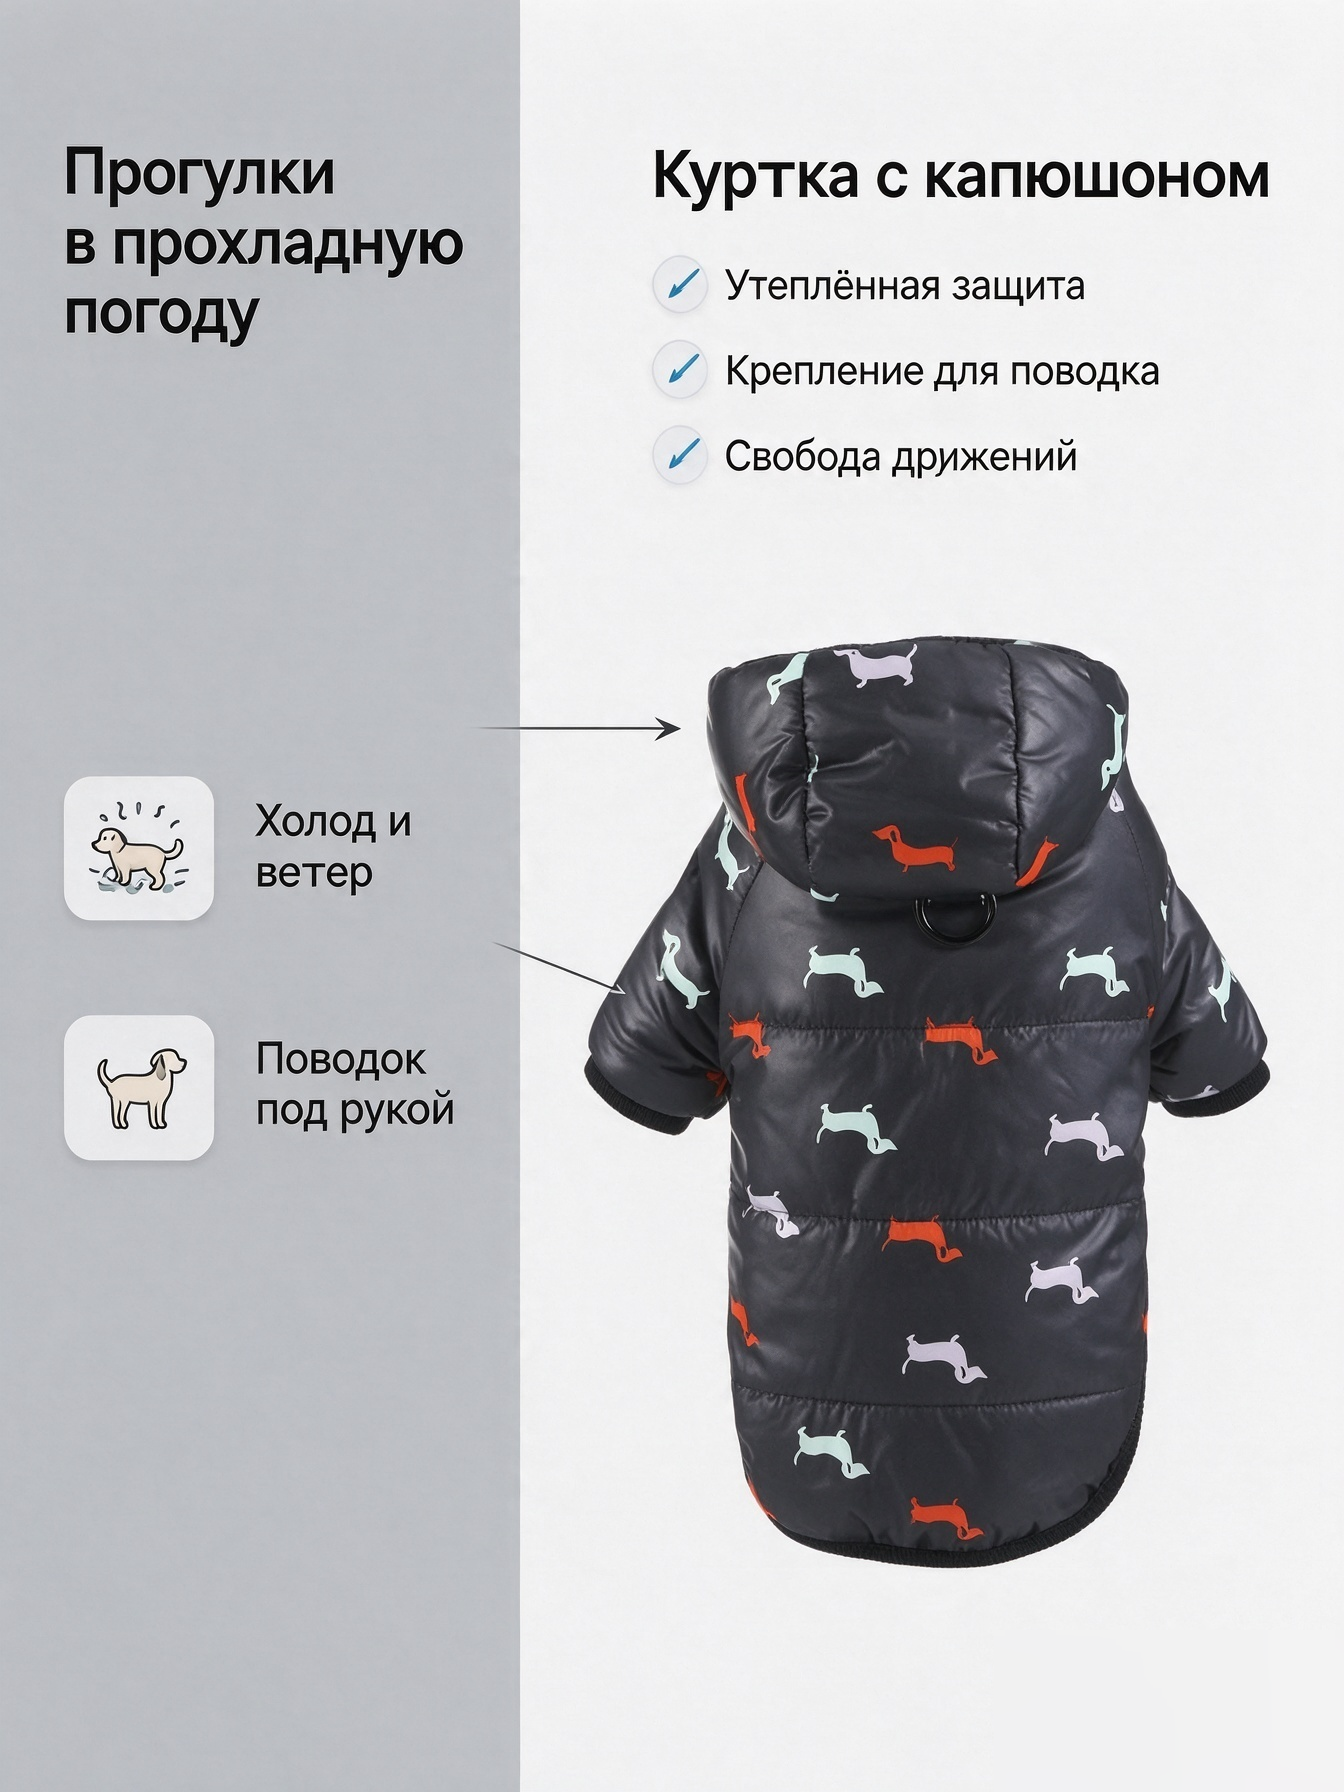 Прогулки
в прохладную
погоду
Куртка с капюшоном
Утеплённая защита
Крепление для поводка
Свобода дрижений
Холод и
ветер
Поводок
под рукой